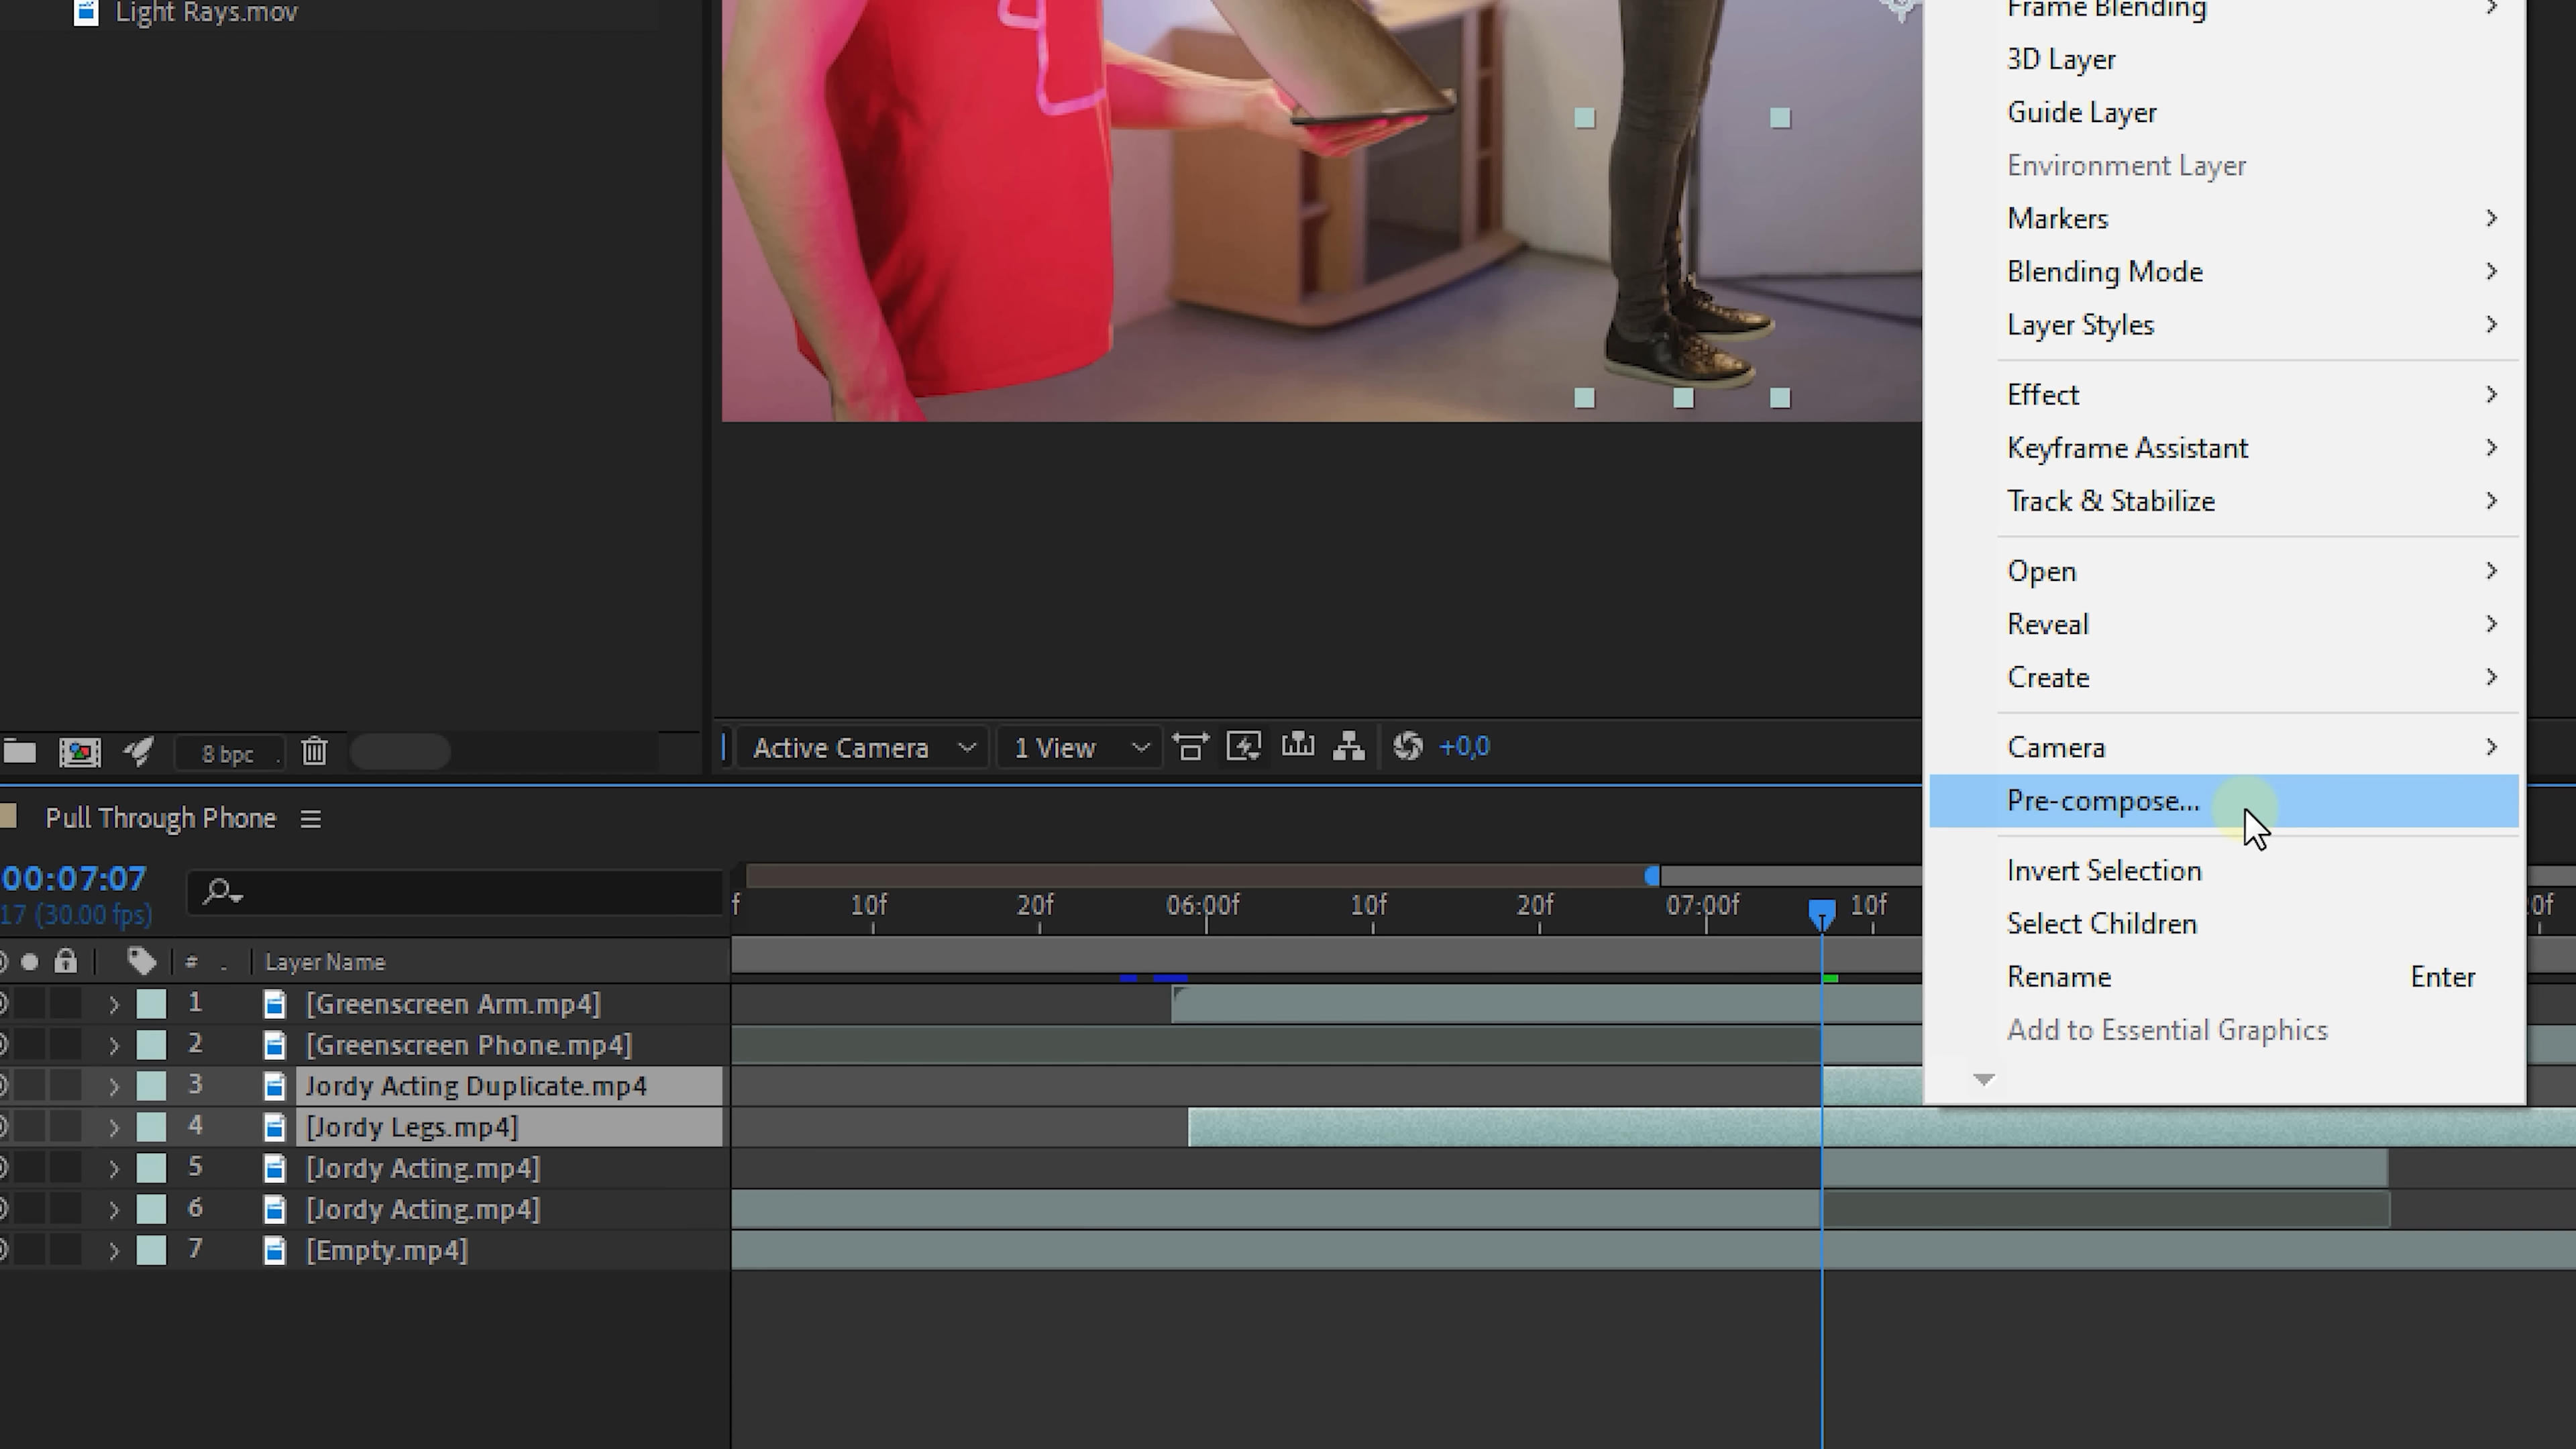 Light Rays.mov
Frame Blending
3D Layer
Guide Layer
Environment Layer
Markers
Blending Mode
Layer Styles
Effect
Keyframe Assistant
Track & Stabilize
Open
Reveal
Create
Camera
Pre-compose...
Invert Selection
Select Children
Rename Enter
Add to Essential Graphics
8 bpc
Active Camera
1 View
+0,0
Pull Through Phone
00:07:07
17 (30.00 fps)
f 10f 20f 06:00f 10f 20f 07:00f 10f 0f
# . Layer Name
1 [Greenscreen Arm.mp4]
2 [Greenscreen Phone.mp4]
3 Jordy Acting Duplicate.mp4
4 [Jordy Legs.mp4]
5 [Jordy Acting.mp4]
6 [Jordy Acting.mp4]
7 [Empty.mp4]